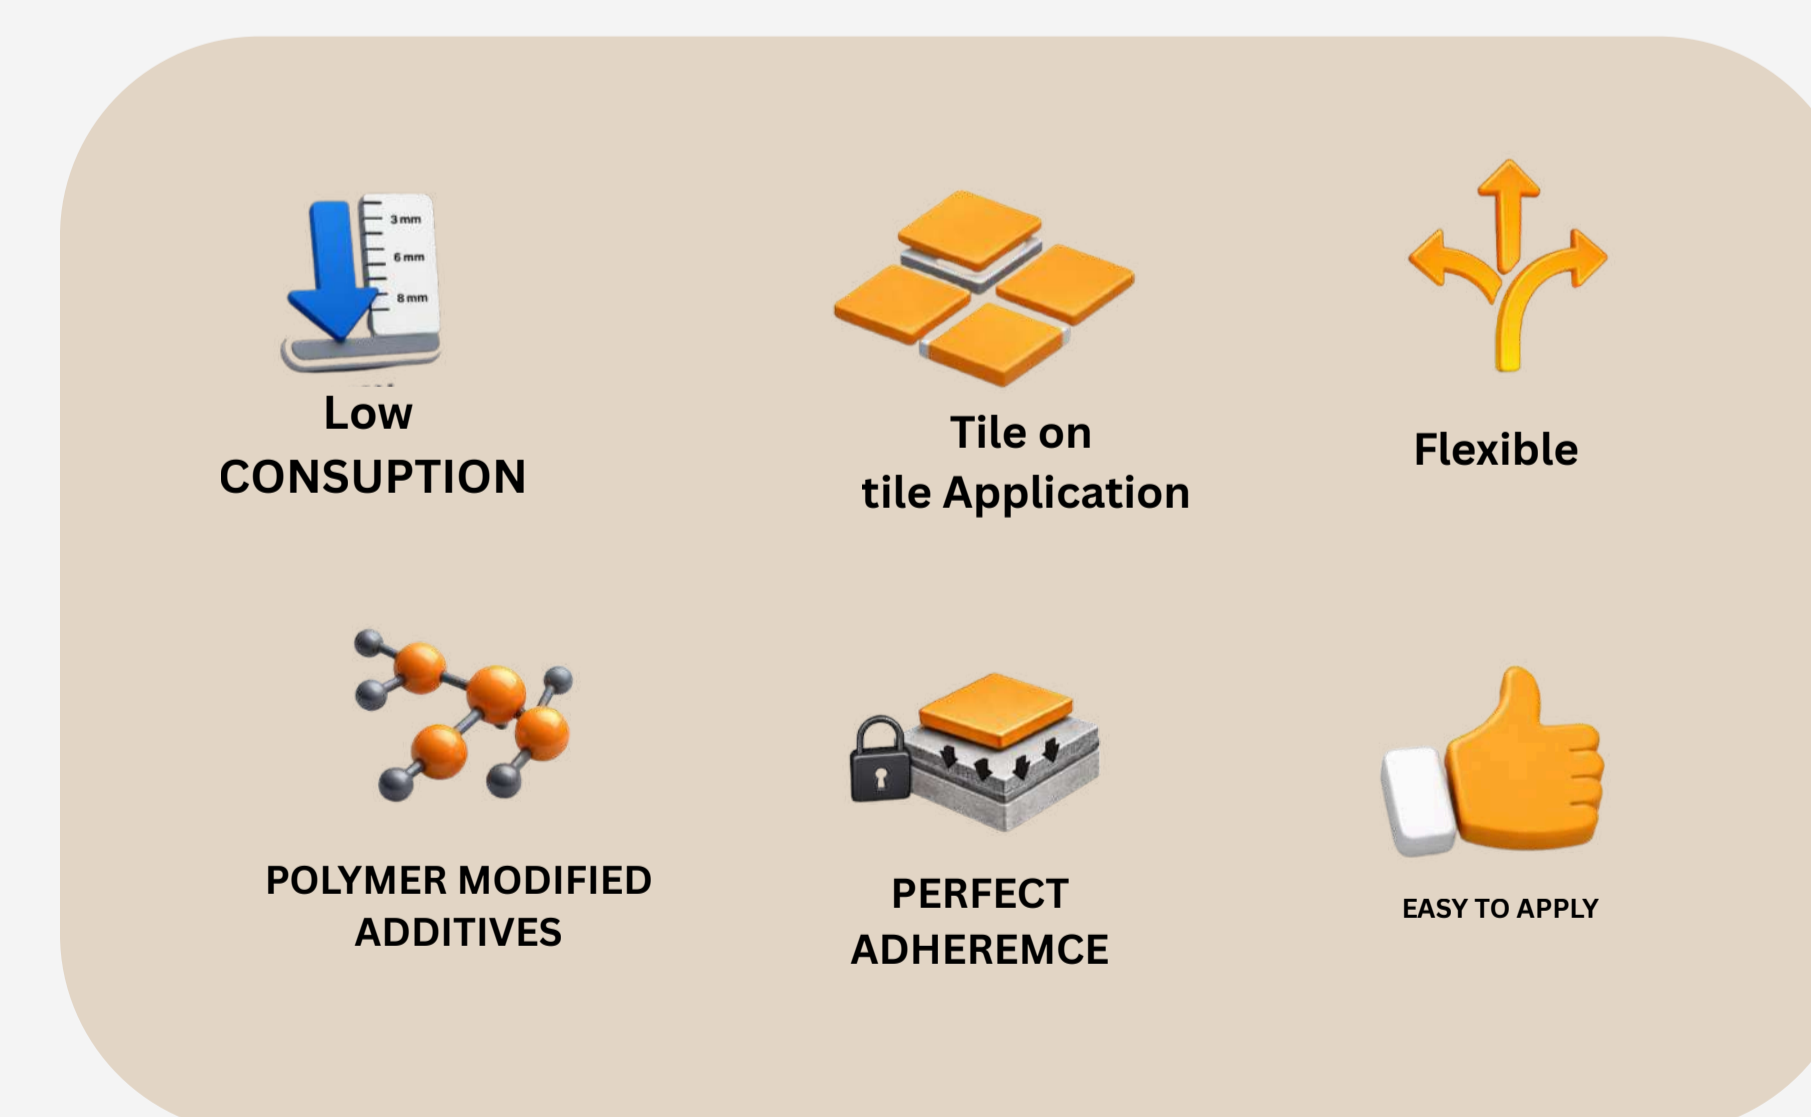 3 mm
6 mm
8 mm
Low
CONSUPTION
Tile on
tile Application
Flexible
POLYMER MODIFIED
ADDITIVES
PERFECT
ADHEREMCE
EASY TO APPLY